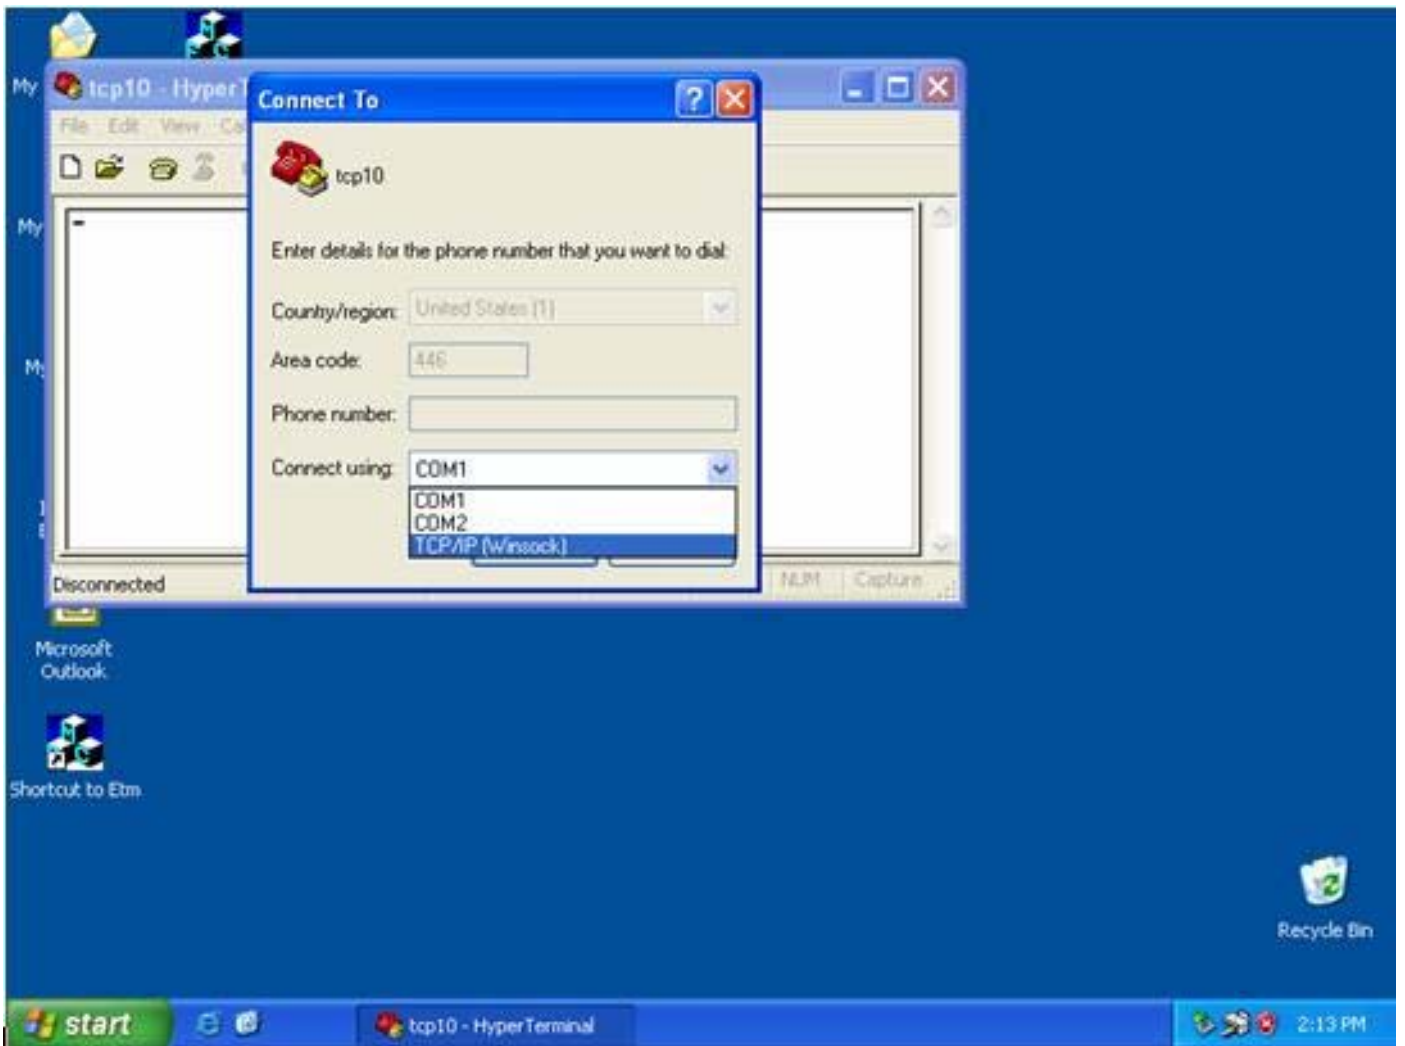 My
tcp10 - HyperT
File Edit View Ca
Connect To
tcp10
Enter details for the phone number that you want to dial:
Country/region: United States (1)
Area code: 446
Phone number:
Connect using: COM1
COM1
COM2
TCP/IP (Winsock)
My
My
Disconnected
NUM
Capture
Microsoft
Outlook
Shortcut to Etm
Recycle Bin
start
tcp10 - HyperTerminal
2:13 PM